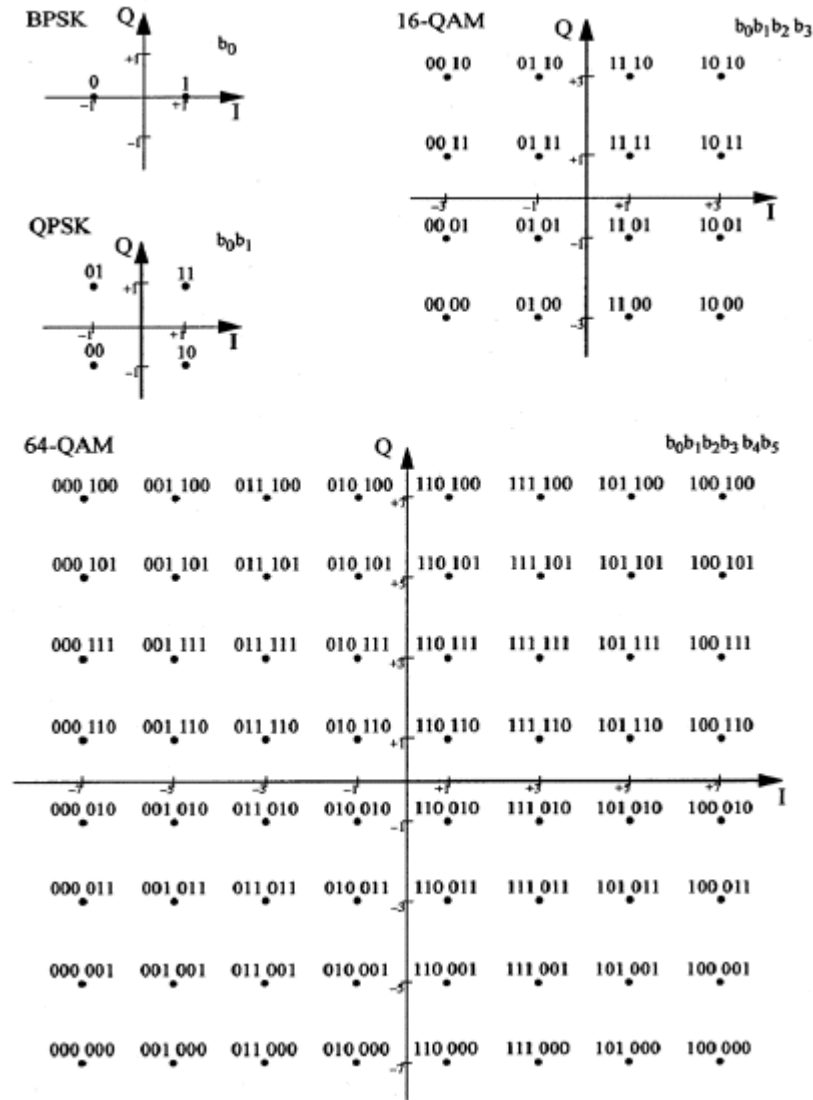 BPSK
Q
b0
+1
0 1
−1 +1
I
−1
QPSK
Q
b0b1
01 11
+1
−1 +1
I
00 10
−1
16-QAM
Q
b0b1b2 b3
00 10 01 10 11 10 10 10
+3
00 11 01 11 11 11 10 11
+1
−3 −1 +1 +3
I
00 01 01 01 11 01 10 01
−1
00 00 01 00 11 00 10 00
−3
64-QAM
Q
b0b1b2b3 b4b5
000 100 001 100 011 100 010 100 110 100 111 100 101 100 100 100
+7
000 101 001 101 011 101 010 101 110 101 111 101 101 101 100 101
+5
000 111 001 111 011 111 010 111 110 111 111 111 101 111 100 111
+3
000 110 001 110 011 110 010 110 110 110 111 110 101 110 100 110
+1
−7 −5 −3 −1 +1 +3 +5 +7
I
000 010 001 010 011 010 010 010 110 010 111 010 101 010 100 010
−1
000 011 001 011 011 011 010 011 110 011 111 011 101 011 100 011
−3
000 001 001 001 011 001 010 001 110 001 111 001 101 001 100 001
−5
000 000 001 000 011 000 010 000 110 000 111 000 101 000 100 000
−7